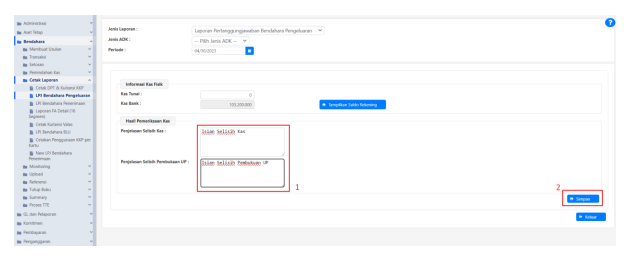 Administrasi
Aset Tetap
Bendahara
Membuat Usulan
Transaksi
Setoran
Pemindahan Kas
Cetak Laporan
Cetak DPT & Kuitansi KKP
LPJ Bendahara Pengeluaran
LPJ Bendahara Penerimaan
Laporan PA Detail (16 Segmen)
Cetak Kuitansi Valas
LPJ Bendahara BLU
Cetakan Penggunaan KKP per Kartu
New LPJ Bendahara Penerimaan
Monitoring
Upload
Referensi
Tutup Buku
Summary
Proses TTE
GL dan Pelaporan
Komitmen
Pembayaran
Penganggaran
?
Jenis Laporan :
Laporan Pertanggungjawaban Bendahara Pengeluaran
Jenis ADK :
-- Pilih Jenis ADK --
Periode :
04/30/2023
Informasi Kas Fisik
Kas Tunai :
0
Kas Bank :
103,200,000
Tampilkan Saldo Rekening
Hasil Pemeriksaan Kas
Penjelasan Selisih Kas :
Isian Selisih Kas
Penjelasan Selisih Pembukuan UP :
Isian Selisih Pembukuan UP
1
2
Simpan
Keluar